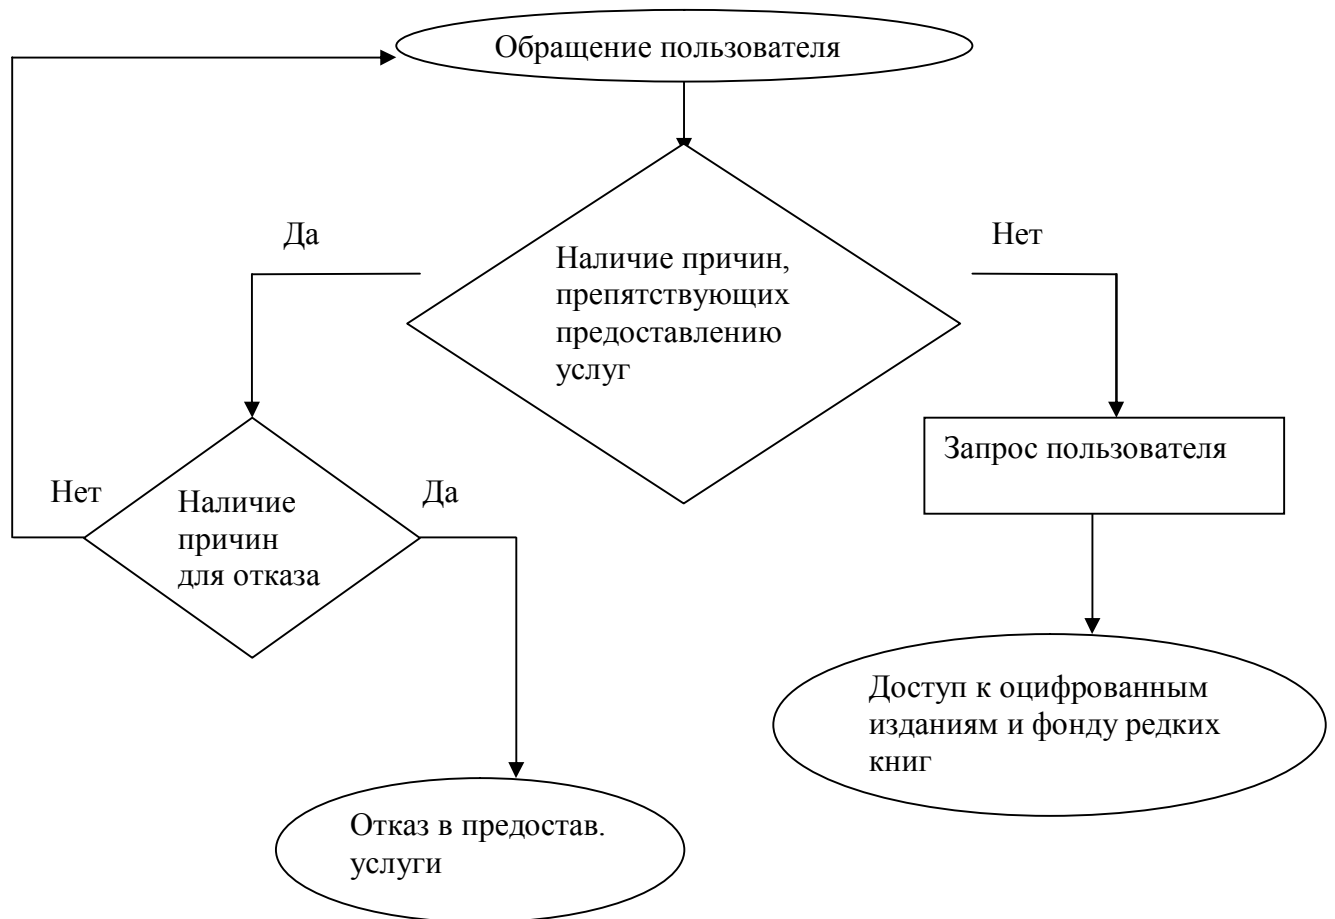 Обращение пользователя
Да
Нет
Наличие причин,
препятствующих
предоставлению
услуг
Запрос пользователя
Нет
Да
Наличие
причин
для отказа
Доступ к оцифрованным
изданиям и фонду редких
книг
Отказ в предостав.
услуги